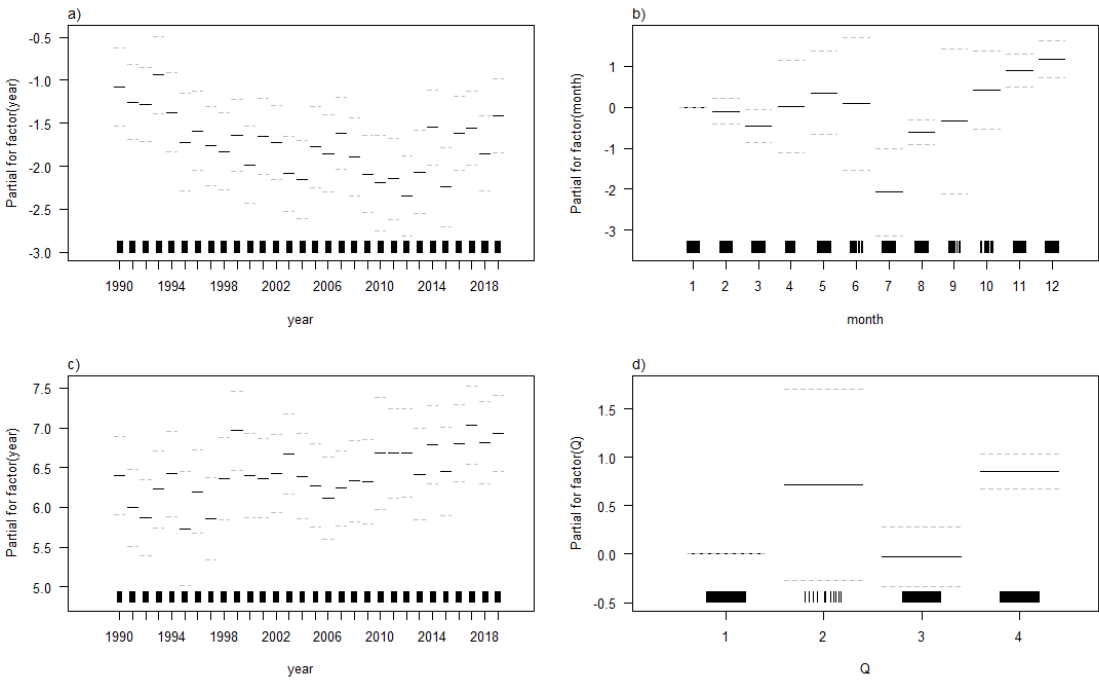 a)
Partial for factor(year)
-0.5
-1.0
-1.5
-2.0
-2.5
-3.0
1990 1994 1998 2002 2006 2010 2014 2018
year
b)
Partial for factor(month)
1
0
-1
-2
-3
1 2 3 4 5 6 7 8 9 10 11 12
month
c)
Partial for factor(year)
7.5
7.0
6.5
6.0
5.5
5.0
1990 1994 1998 2002 2006 2010 2014 2018
year
d)
Partial for factor(Q)
1.5
1.0
0.5
0.0
-0.5
1 2 3 4
Q